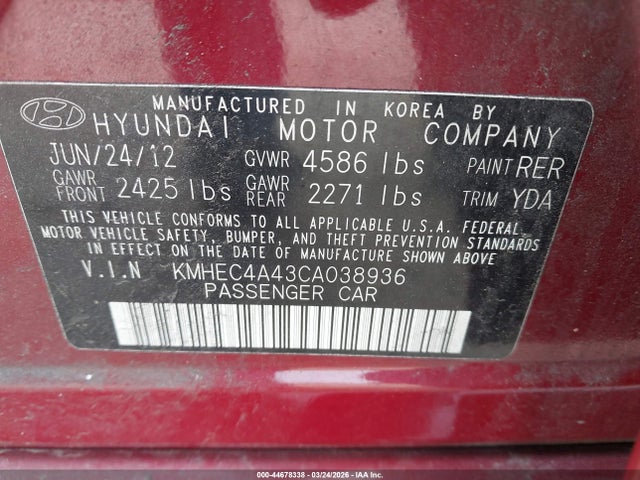 MANUFACTURED IN KOREA BY
HYUNDAI MOTOR COMPANY
JUN/24/12 GVWR 4586 lbs PAINT RER
GAWR FRONT 2425 lbs GAWR REAR 2271 lbs TRIM YDA
THIS VEHICLE CONFORMS TO ALL APPLICABLE U.S.A. FEDERAL
MOTOR VEHICLE SAFETY, BUMPER, AND THEFT PREVENTION STANDARDS
IN EFFECT ON THE DATE OF MANUFACTURE SHOWN ABOVE.
V.I.N KMHEC4A43CA038936
PASSENGER CAR
000-44678338 - 03/24/2026 - IAA Inc.